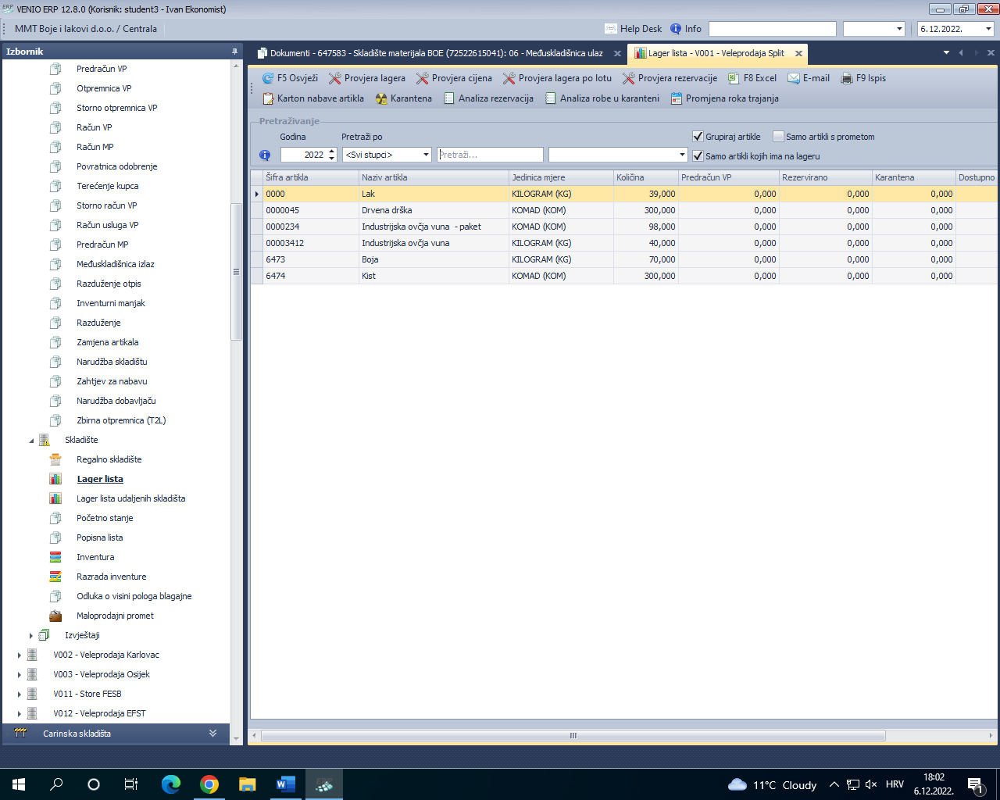 VENIO ERP 12.8.0 (Korisnik: student3 - Ivan Ekonomist)
MMT Boje i lakovi d.o.o. / Centrala
Help Desk
Info
6.12.2022.
Izbornik
Predračun VP
Otpremnica VP
Storno otpremnica VP
Račun VP
Račun MP
Povratnica odobrenje
Terećenje kupca
Storno račun VP
Račun usluga VP
Predračun MP
Međuskladišnica izlaz
Razduženje otpis
Inventurni manjak
Razduženje
Zamjena artikala
Narudžba skladištu
Zahtjev za nabavu
Narudžba dobavljaču
Zbirna otpremnica (T2L)
Skladište
Regalno skladište
Lager lista
Lager lista udaljenih skladišta
Početno stanje
Popisna lista
Inventura
Razrada inventure
Odluka o visini pologa blagajne
Maloprodajni promet
Izvještaji
V002 - Veleprodaja Karlovac
V003 - Veleprodaja Osijek
V011 - Store FESB
V012 - Veleprodaja EFST
Carinska skladišta
Dokumenti - 647583 - Skladište materijala BOE (72522615041): 06 - Međuskladišnica ulaz
Lager lista - V001 - Veleprodaja Split
F5 Osvježi Provjera lagera Provjera cijena Provjera lagera po lotu Provjera rezervacije F8 Excel E-mail F9 Ispis
Karton nabave artikla Karantena Analiza rezervacija Analiza robe u karanteni Promjena roka trajanja
Pretraživanje
Godina Pretraži po Grupiraj artikle Samo artikli s prometom
2022 <Svi stupci> Pretraži... Samo artikli kojih ima na lageru
Šifra artikla Naziv artikla Jedinica mjere Količina Predračun VP Rezervirano Karantena Dostupno
0000 Lak KILOGRAM (KG) 39,000 0,000 0,000 0,000
0000045 Drvena drška KOMAD (KOM) 300,000 0,000 0,000 0,000
0000234 Industrijska ovčja vuna - paket KOMAD (KOM) 98,000 0,000 0,000 0,000
00003412 Industrijska ovčja vuna KILOGRAM (KG) 40,000 0,000 0,000 0,000
6473 Boja KILOGRAM (KG) 70,000 0,000 0,000 0,000
6474 Kist KOMAD (KOM) 300,000 0,000 0,000 0,000
11°C Cloudy
HRV
18:02
6.12.2022.
1